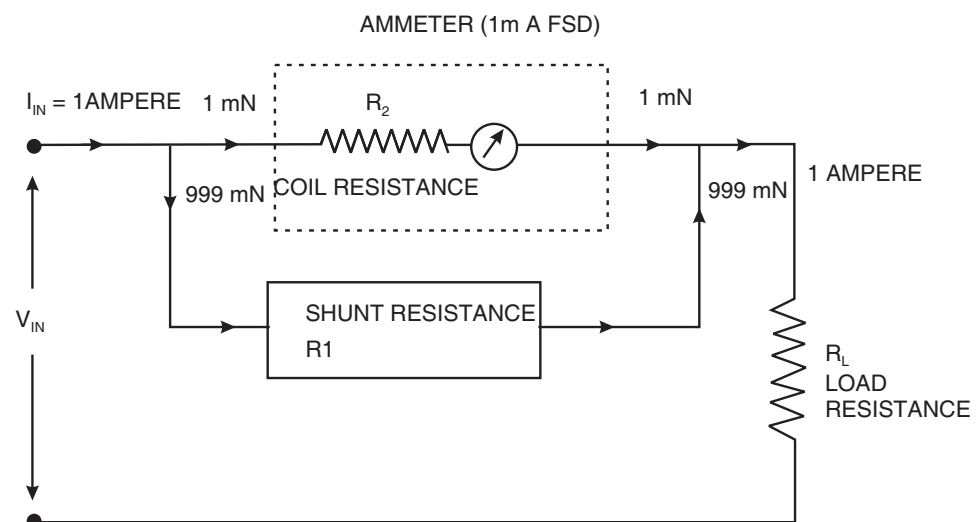 AMMETER (1m A FSD)
I_IN = 1AMPERE
1 mN
R_2
1 mN
COIL RESISTANCE
999 mN
999 mN
1 AMPERE
V_IN
SHUNT RESISTANCE
R1
R_L
LOAD
RESISTANCE